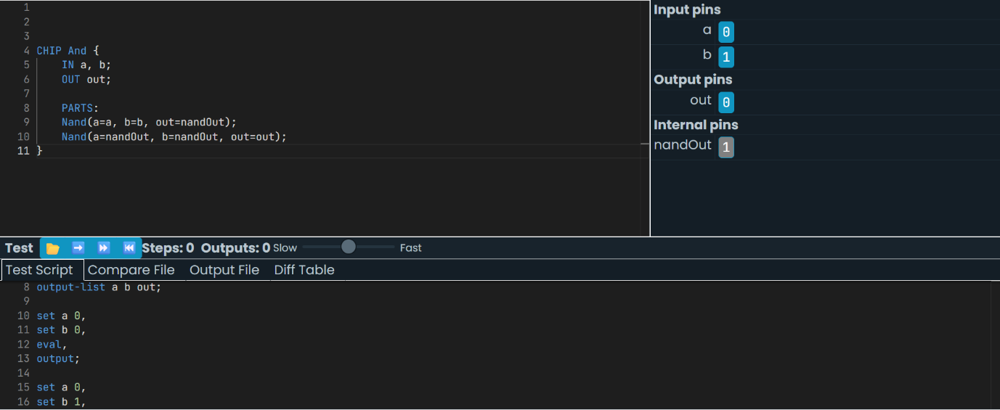 1
2
3
4 CHIP And {
5 IN a, b;
6 OUT out;
7
8 PARTS:
9 Nand(a=a, b=b, out=nandOut);
10 Nand(a=nandOut, b=nandOut, out=out);
11 }
Input pins
a 0
b 1
Output pins
out 0
Internal pins
nandOut 1
Test Steps: 0 Outputs: 0 Slow Fast
Test Script Compare File Output File Diff Table
8 output-list a b out;
9
10 set a 0,
11 set b 0,
12 eval,
13 output;
14
15 set a 0,
16 set b 1,